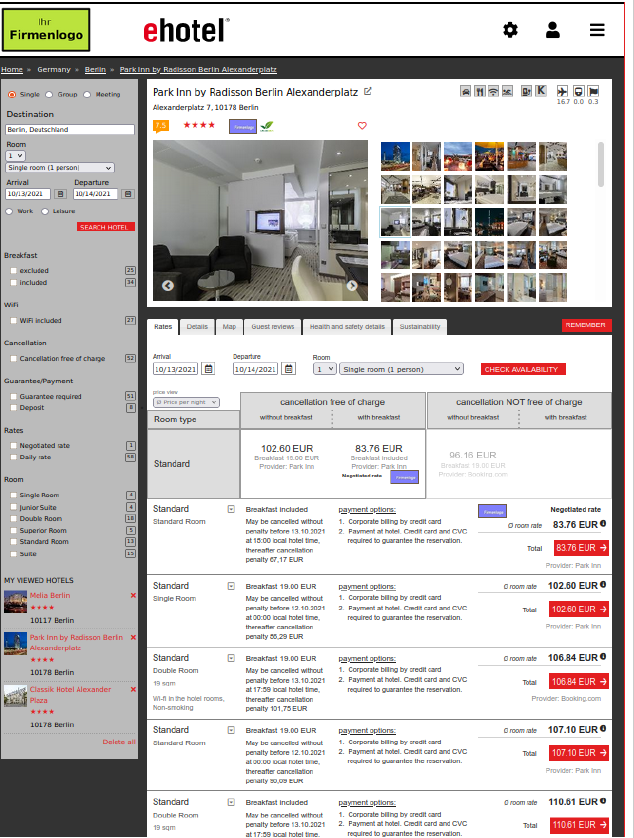 Ihr
Firmenlogo
ehotel®
Home » Germany » Berlin » Park Inn by Radisson Berlin Alexanderplatz
Single Group Meeting
Destination
Berlin, Deutschland
Room
1
Single room (1 person)
Arrival Departure
10/13/2021 10/14/2021
Work Leisure
SEARCH HOTEL
Breakfast
excluded 25
included 34
Wifi
WiFi included 27
Cancellation
Cancellation free of charge 52
Guarantee/Payment
Guarantee required 51
Deposit 8
Rates
Negotiated rate 1
Daily rate 58
Room
Single Room
Junior Suite 4
Double Room 18
Superior Room 5
Standard Room 13
Suite 15
MY VIEWED HOTELS
Melia Berlin
10117 Berlin
Park Inn by Radisson Berlin
Alexanderplatz
10178 Berlin
Classik Hotel Alexander
Plaza
10178 Berlin
Delete all
Park Inn by Radisson Berlin Alexanderplatz
Alexanderplatz 7, 10178 Berlin
K
16.7 0.0 0.3
7.5
Firmenlogo
Rates Details Map Guest reviews Health and safety details Sustainability
REMEMBER
Arrival Departure Room
10/13/2021 10/14/2021 1 Single room (1 person)
CHECK AVAILABILITY
price view
Ø Price per night
Room type
cancellation free of charge cancellation NOT free of charge
without breakfast with breakfast without breakfast with breakfast
Standard
102.60 EUR 83.76 EUR
Breakfast 19.00 EUR Breakfast included
Provider: Park Inn Provider: Park Inn
Negotiated rate Firmenlogo
96.16 EUR
Breakfast 19.00 EUR
Provider: Booking.com
Standard Breakfast included payment options: Firmenlogo Negotiated rate
Standard Room
May be cancelled without
penalty before 13.10.2021
at 15:00 local hotel time,
thereafter cancellation
penalty 67,17 EUR
1. Corporate billing by credit card
2. Payment at hotel. Credit card and CVC
required to guarantee the reservation.
Ø room rate 83.76 EUR
Total 83.76 EUR
Provider: Park Inn
Standard Breakfast 19.00 EUR payment options:
Single Room
May be cancelled without
penalty before 12.10.2021
at 00:00 local hotel time,
thereafter cancellation
1. Corporate billing by credit card
2. Payment at hotel. Credit card and CVC
required to guarantee the reservation.
Ø room rate 102.60 EUR
Total 102.60 EUR
Provider: Park Inn
Standard Breakfast 19.00 EUR payment options:
Double Room
19 sqm
Wi-fi in the hotel rooms,
Non-smoking
May be cancelled without
penalty before 13.10.2021
at 17:59 local hotel time,
thereafter cancellation
penalty 101,75 EUR
1. Corporate billing by credit card
2. Payment at hotel. Credit card and CVC
required to guarantee the reservation.
Ø room rate 106.84 EUR
Total 106.84 EUR
Provider: Booking.com
Standard Breakfast 19.00 EUR payment options:
Standard Room
May be cancelled without
penalty before 12.10.2021
at 00:00 local hotel time,
thereafter cancellation
1. Corporate billing by credit card
2. Payment at hotel. Credit card and CVC
required to guarantee the reservation.
Ø room rate 107.10 EUR
Total 107.10 EUR
Provider: Park Inn
Standard Breakfast included payment options:
Double Room
19 sqm
May be cancelled without
penalty before 13.10.2021
at 17:59 local hotel time,
1. Corporate billing by credit card
2. Payment at hotel. Credit card and CVC
required to guarantee the reservation.
Ø room rate 110.61 EUR
Total 110.61 EUR